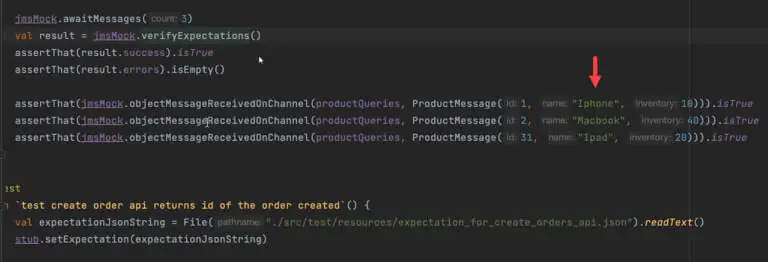 jmsMock.awaitMessages( count: 3)
val result = jmsMock.verifyExpectations()
assertThat(result.success).isTrue
assertThat(result.errors).isEmpty()
assertThat(jmsMock.objectMessageReceivedOnChannel(productQueries, ProductMessage( id: 1, name: "Iphone", inventory: 10))).isTrue
assertThat(jmsMock.objectMessageReceivedOnChannel(productQueries, ProductMessage( id: 2, name: "Macbook", inventory: 40))).isTrue
assertThat(jmsMock.objectMessageReceivedOnChannel(productQueries, ProductMessage( id: 31, name: "Ipad", inventory: 20))).isTrue
est
`test create order api returns id of the order created`() {
val expectationJsonString = File( pathname: "./src/test/resources/expectation_for_create_orders_api.json").readText()
stub.setExpectation(expectationJsonString)